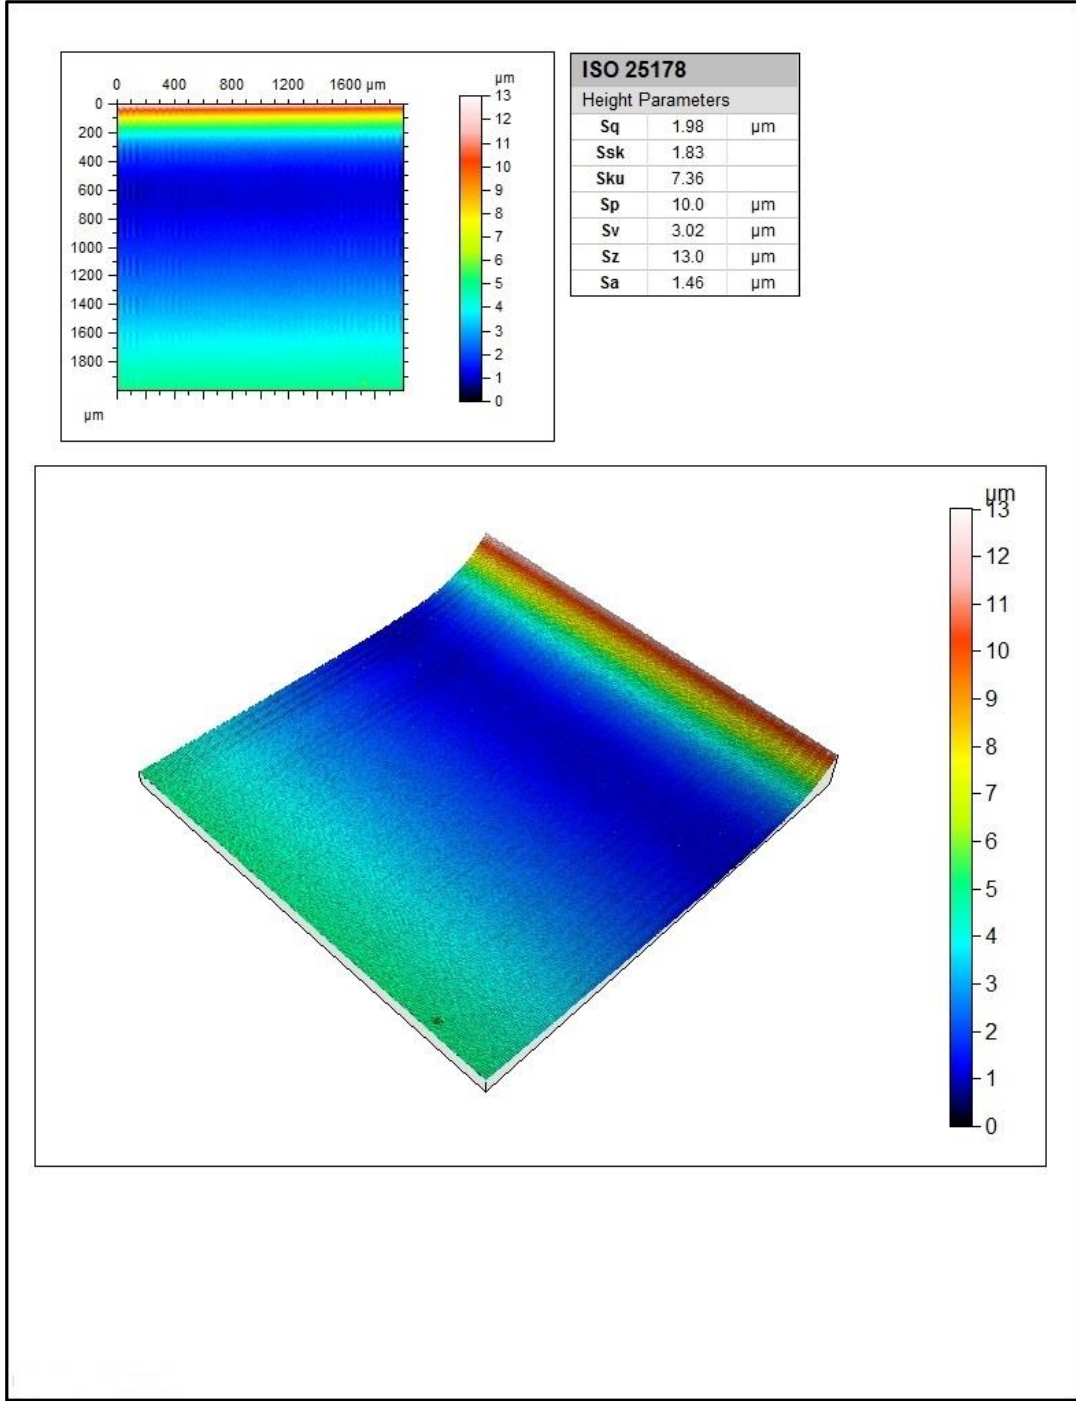 0 400 800 1200 1600 µm
0
200
400
600
800
1000
1200
1400
1600
1800
µm
µm
13
12
11
10
9
8
7
6
5
4
3
2
1
0
ISO 25178
Height Parameters
Sq 1.98 µm
Ssk 1.83
Sku 7.36
Sp 10.0 µm
Sv 3.02 µm
Sz 13.0 µm
Sa 1.46 µm
µm
13
12
11
10
9
8
7
6
5
4
3
2
1
0